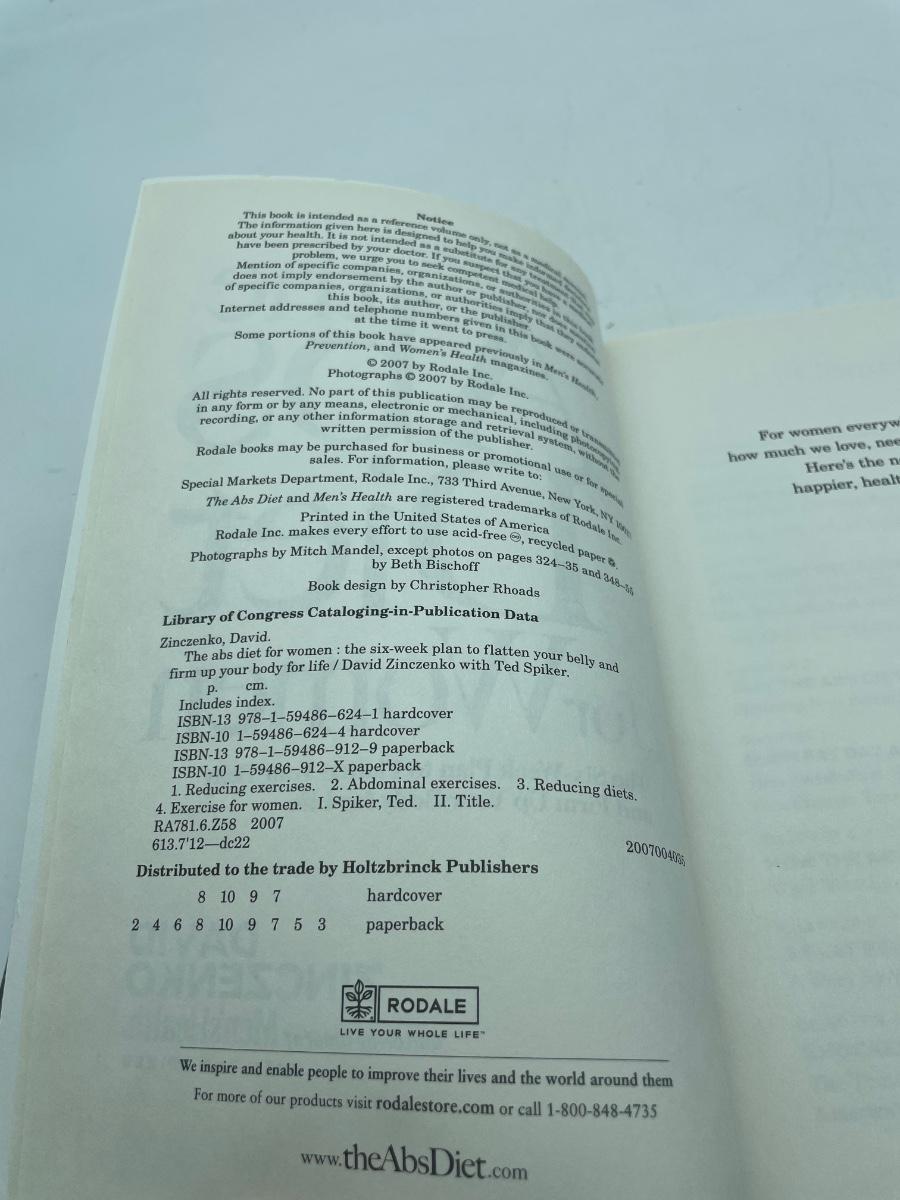 Notice
This book is intended as a reference volume only, not as a medical
The information given here is designed to help you make informed
about your health. It is not intended as a substitute for any treatment that may
have been prescribed by your doctor. If you suspect that you have a medical
problem, we urge you to seek competent medical help.
Mention of specific companies, organizations, or authorities in this book
does not imply endorsement by the author or publisher, nor does mention
of specific companies, organizations, or authorities imply that they
this book, its author, or the publisher.
Internet addresses and telephone numbers given in this book were accurate
at the time it went to press.
Some portions of this book have appeared previously in Men's Health,
Prevention, and Women's Health magazines.
© 2007 by Rodale Inc.
Photographs © 2007 by Rodale Inc.
All rights reserved. No part of this publication may be reproduced or transmitted
in any form or by any means, electronic or mechanical, including photocopying,
recording, or any other information storage and retrieval system, without the
written permission of the publisher.
Rodale books may be purchased for business or promotional use or for special
sales. For information, please write to:
Special Markets Department, Rodale Inc., 733 Third Avenue, New York, NY
The Abs Diet and Men's Health are registered trademarks of Rodale Inc.
Printed in the United States of America
Rodale Inc. makes every effort to use acid-free ♾, recycled paper ♻.
Photographs by Mitch Mandel, except photos on pages 324–35 and 348–55
by Beth Bischoff
Book design by Christopher Rhoads
Library of Congress Cataloging-in-Publication Data
Zinczenko, David.
The abs diet for women : the six-week plan to flatten your belly and
firm up your body for life / David Zinczenko with Ted Spiker.
p. cm.
Includes index.
ISBN-13 978–1–59486–624–1 hardcover
ISBN-10 1–59486–624–4 hardcover
ISBN-13 978–1–59486–912–9 paperback
ISBN-10 1–59486–912–X paperback
1. Reducing exercises. 2. Abdominal exercises. 3. Reducing diets.
4. Exercise for women. I. Spiker, Ted. II. Title.
RA781.6.Z58 2007
613.7'12—dc22
2007004035
Distributed to the trade by Holtzbrinck Publishers
8 10 9 7 hardcover
2 4 6 8 10 9 7 5 3 paperback
RODALE
LIVE YOUR WHOLE LIFE™
We inspire and enable people to improve their lives and the world around them
For more of our products visit rodalestore.com or call 1-800-848-4735
www.theAbsDiet.com
For women everyw
how much we love, nee
Here's the n
happier, healt